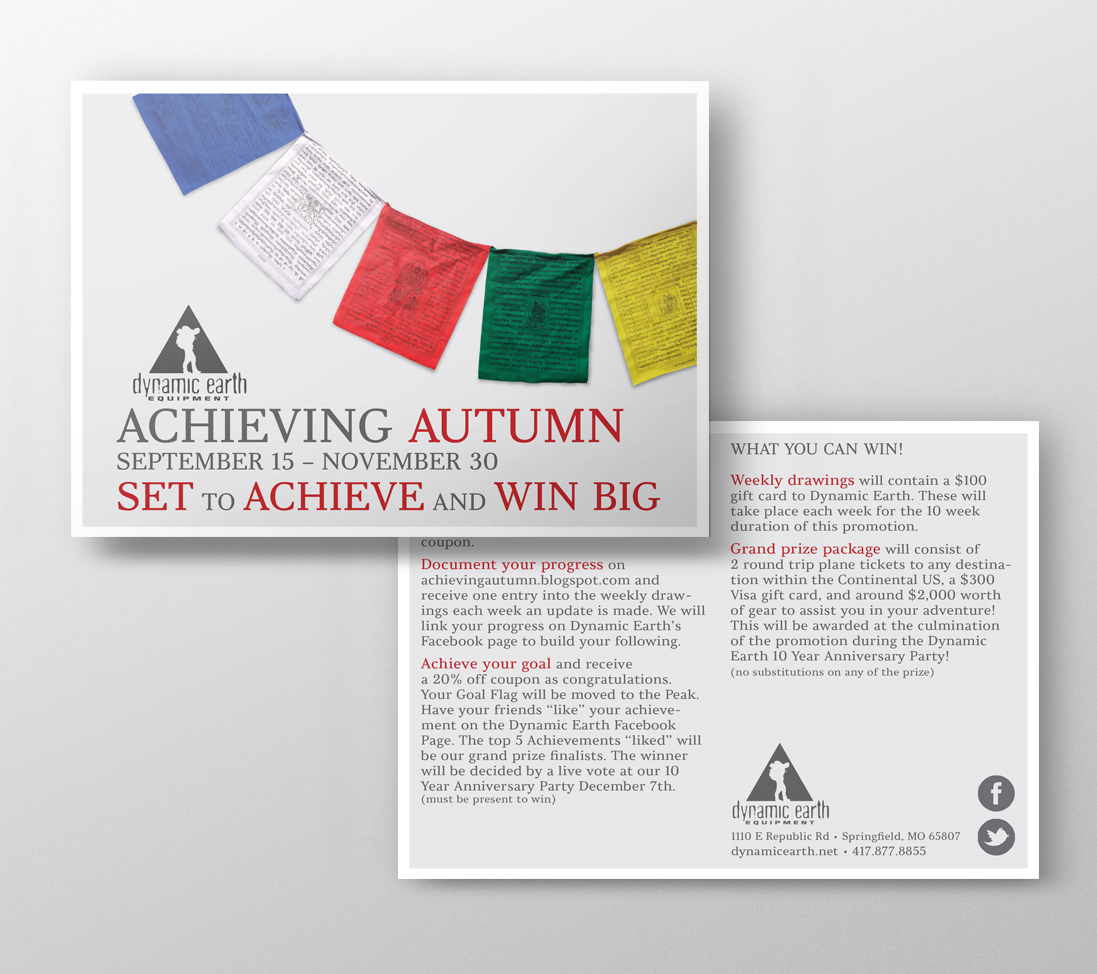 dynamic earth
EQUIPMENT
ACHIEVING AUTUMN
SEPTEMBER 15 – NOVEMBER 30
SET TO ACHIEVE AND WIN BIG
coupon.
Document your progress on
achievingautumn.blogspot.com and
receive one entry into the weekly draw-
ings each week an update is made. We will
link your progress on Dynamic Earth's
Facebook page to build your following.
Achieve your goal and receive
a 20% off coupon as congratulations.
Your Goal Flag will be moved to the Peak.
Have your friends “like” your achieve-
ment on the Dynamic Earth Facebook
Page. The top 5 Achievements “liked” will
be our grand prize finalists. The winner
will be decided by a live vote at our 10
Year Anniversary Party December 7th.
(must be present to win)
WHAT YOU CAN WIN!
Weekly drawings will contain a $100
gift card to Dynamic Earth. These will
take place each week for the 10 week
duration of this promotion.
Grand prize package will consist of
2 round trip plane tickets to any destina-
tion within the Continental US, a $300
Visa gift card, and around $2,000 worth
of gear to assist you in your adventure!
This will be awarded at the culmination
of the promotion during the Dynamic
Earth 10 Year Anniversary Party!
(no substitutions on any of the prize)
dynamic earth
EQUIPMENT
1110 E Republic Rd • Springfield, MO 65807
dynamicearth.net • 417.877.8855